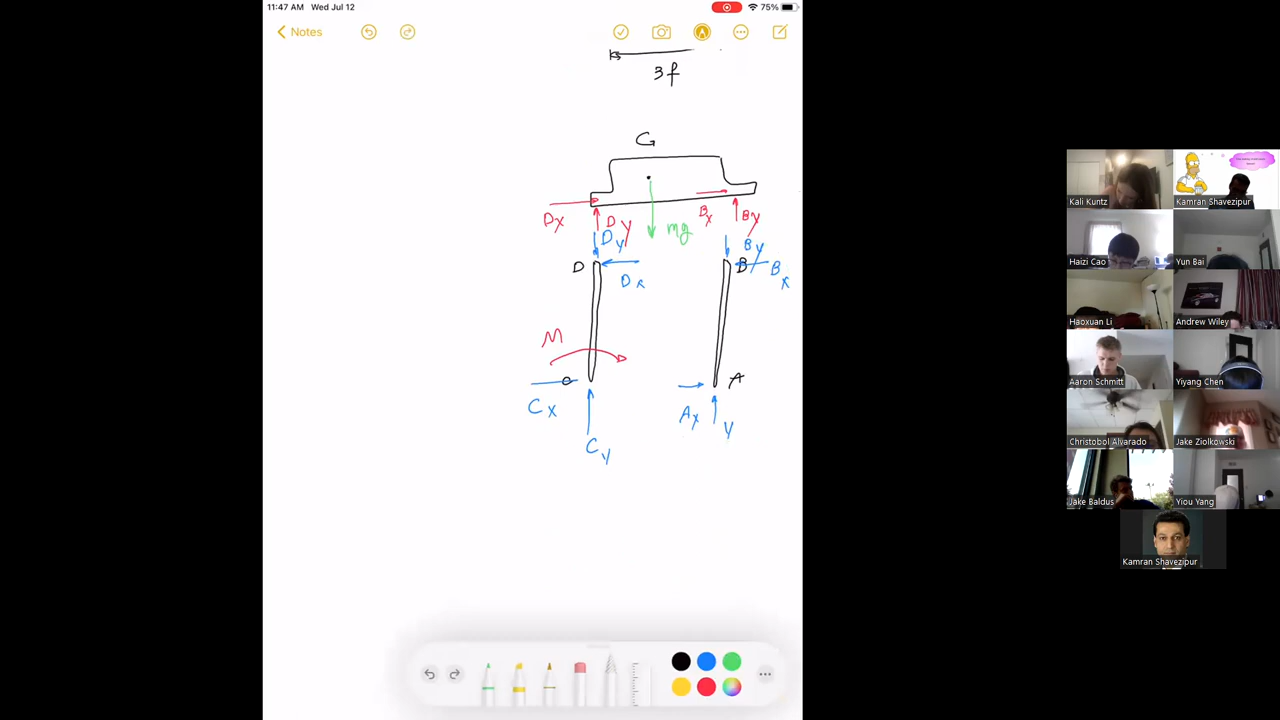 11:47 AM Wed Jul 12
75%
Notes
3f
G
Dx
Dy
mg
Bx
By
Dy
By
D
Dx
B
Bx
M
Cx
Cy
Ax
A
y
Kali Kuntz
Kamran Shavezipur
Haizi Cao
Yun Bai
Haoxuan Li
Andrew Wiley
Aaron Schmitt
Yiyang Chen
Christobol Alvarado
Jake Ziolkowski
Jake Baldus
Yiou Yang
Kamran Shavezipur